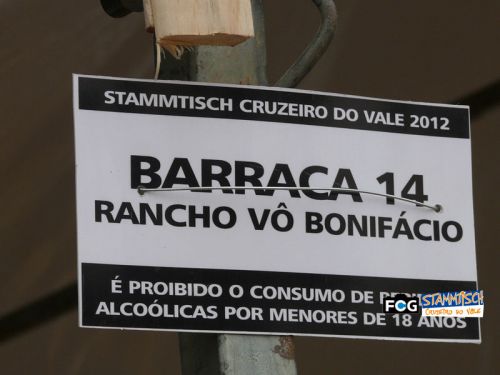 STAMMTISCH CRUZEIRO DO VALE 2012
BARRACA 14
RANCHO VÔ BONIFÁCIO
É PROIBIDO O CONSUMO DE
ALCOÓLICAS POR MENORES DE 18 ANOS
FOG STAMMTISCH
CRUZEIRO DO VALE